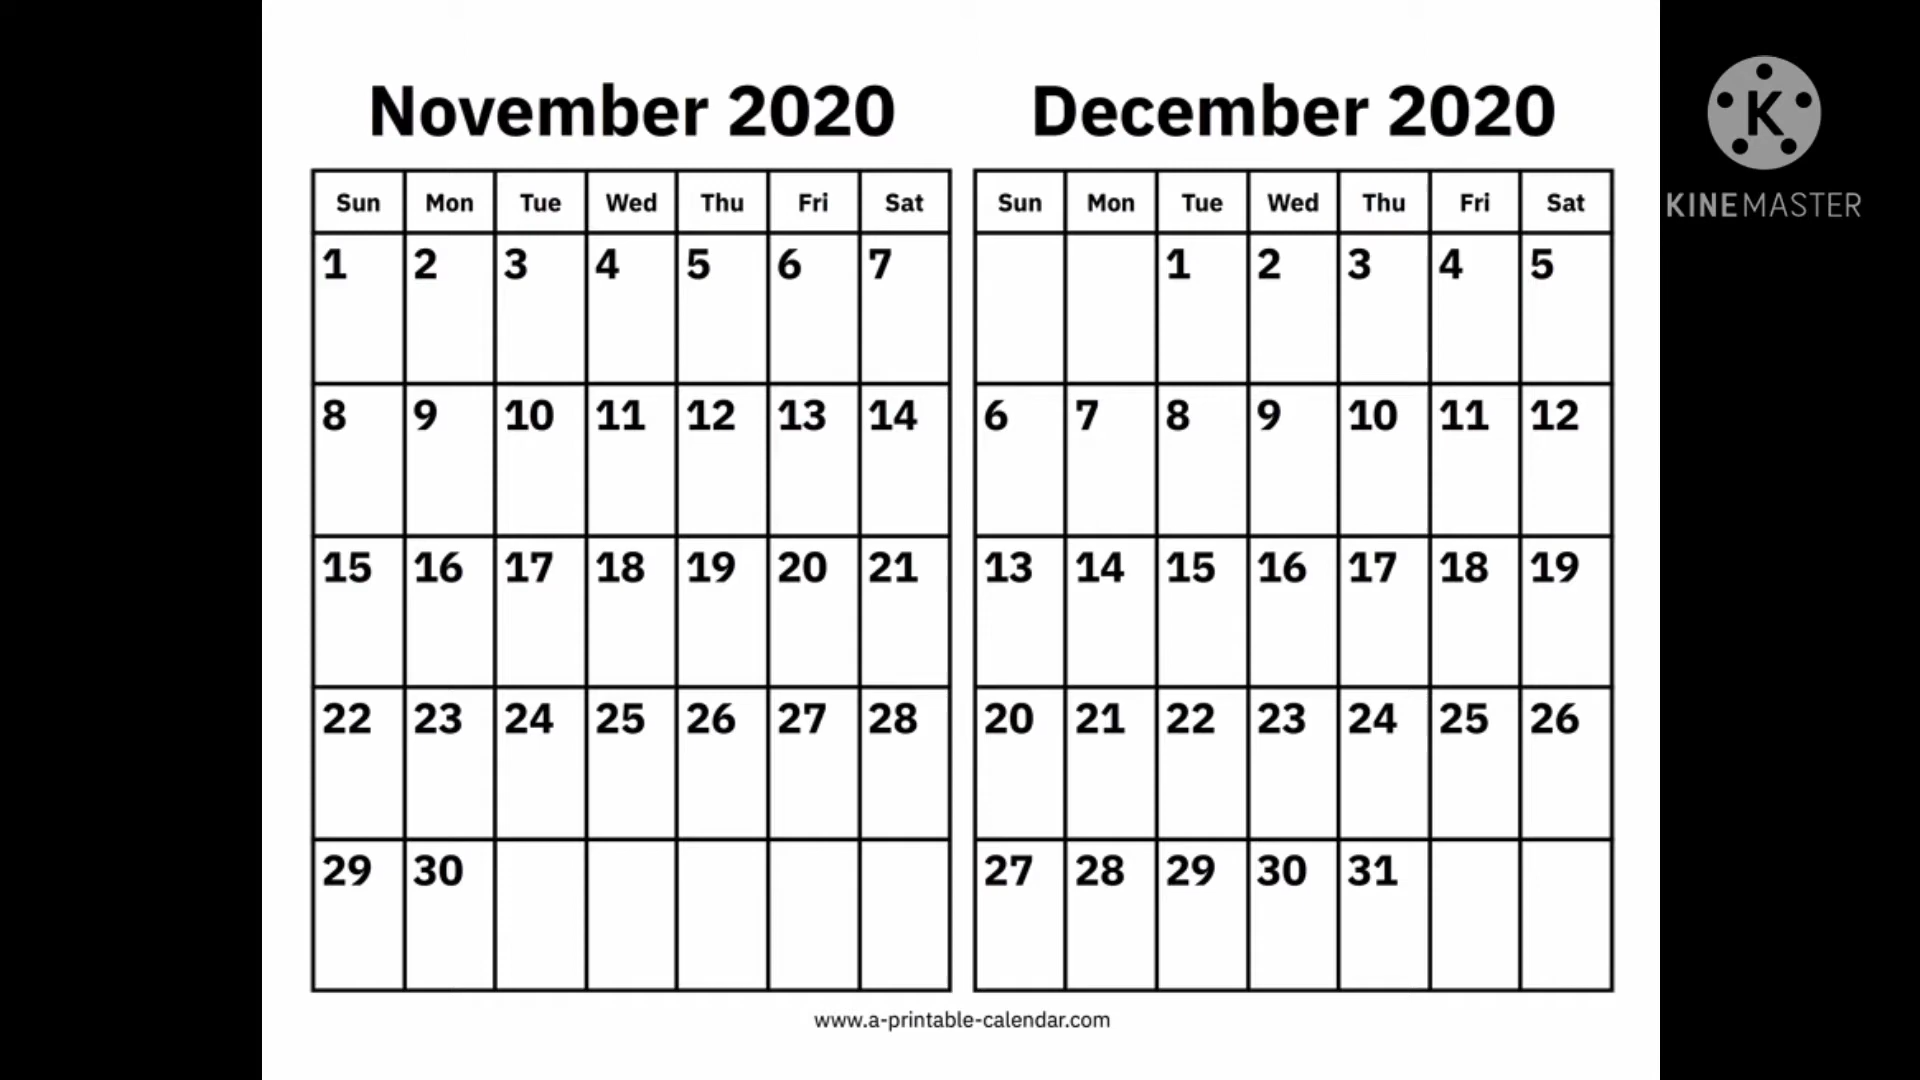 November 2020
Sun Mon Tue Wed Thu Fri Sat
1 2 3 4 5 6 7
8 9 10 11 12 13 14
15 16 17 18 19 20 21
22 23 24 25 26 27 28
29 30
December 2020
Sun Mon Tue Wed Thu Fri Sat
1 2 3 4 5
6 7 8 9 10 11 12
13 14 15 16 17 18 19
20 21 22 23 24 25 26
27 28 29 30 31
www.a-printable-calendar.com
K
KINEMASTER